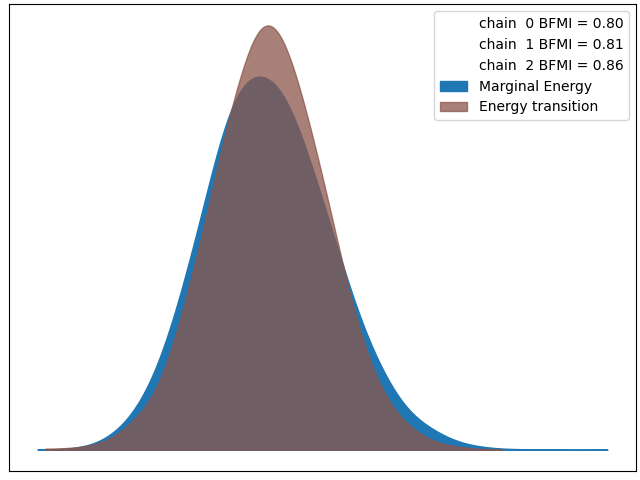 chain  0 BFMI = 0.80
chain  1 BFMI = 0.81
chain  2 BFMI = 0.86
Marginal Energy
Energy transition